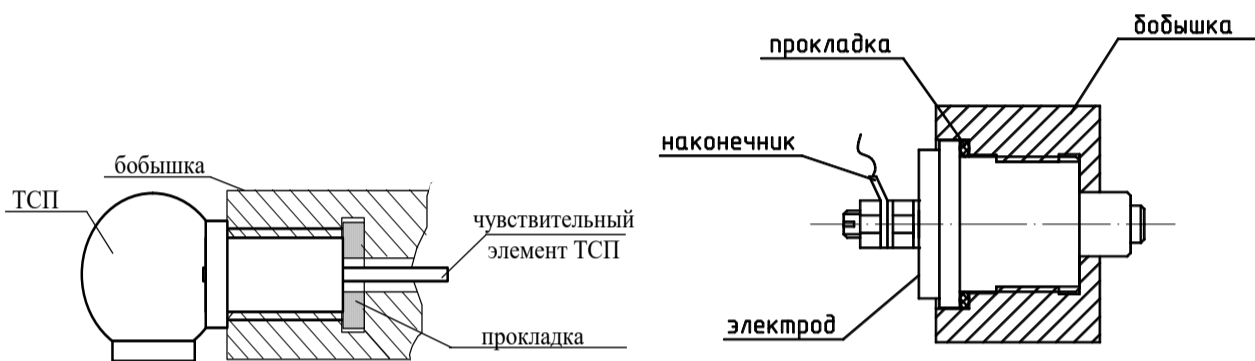 бобышка
ТСП
чувствительный
элемент ТСП
прокладка
бобышка
прокладка
наконечник
электрод